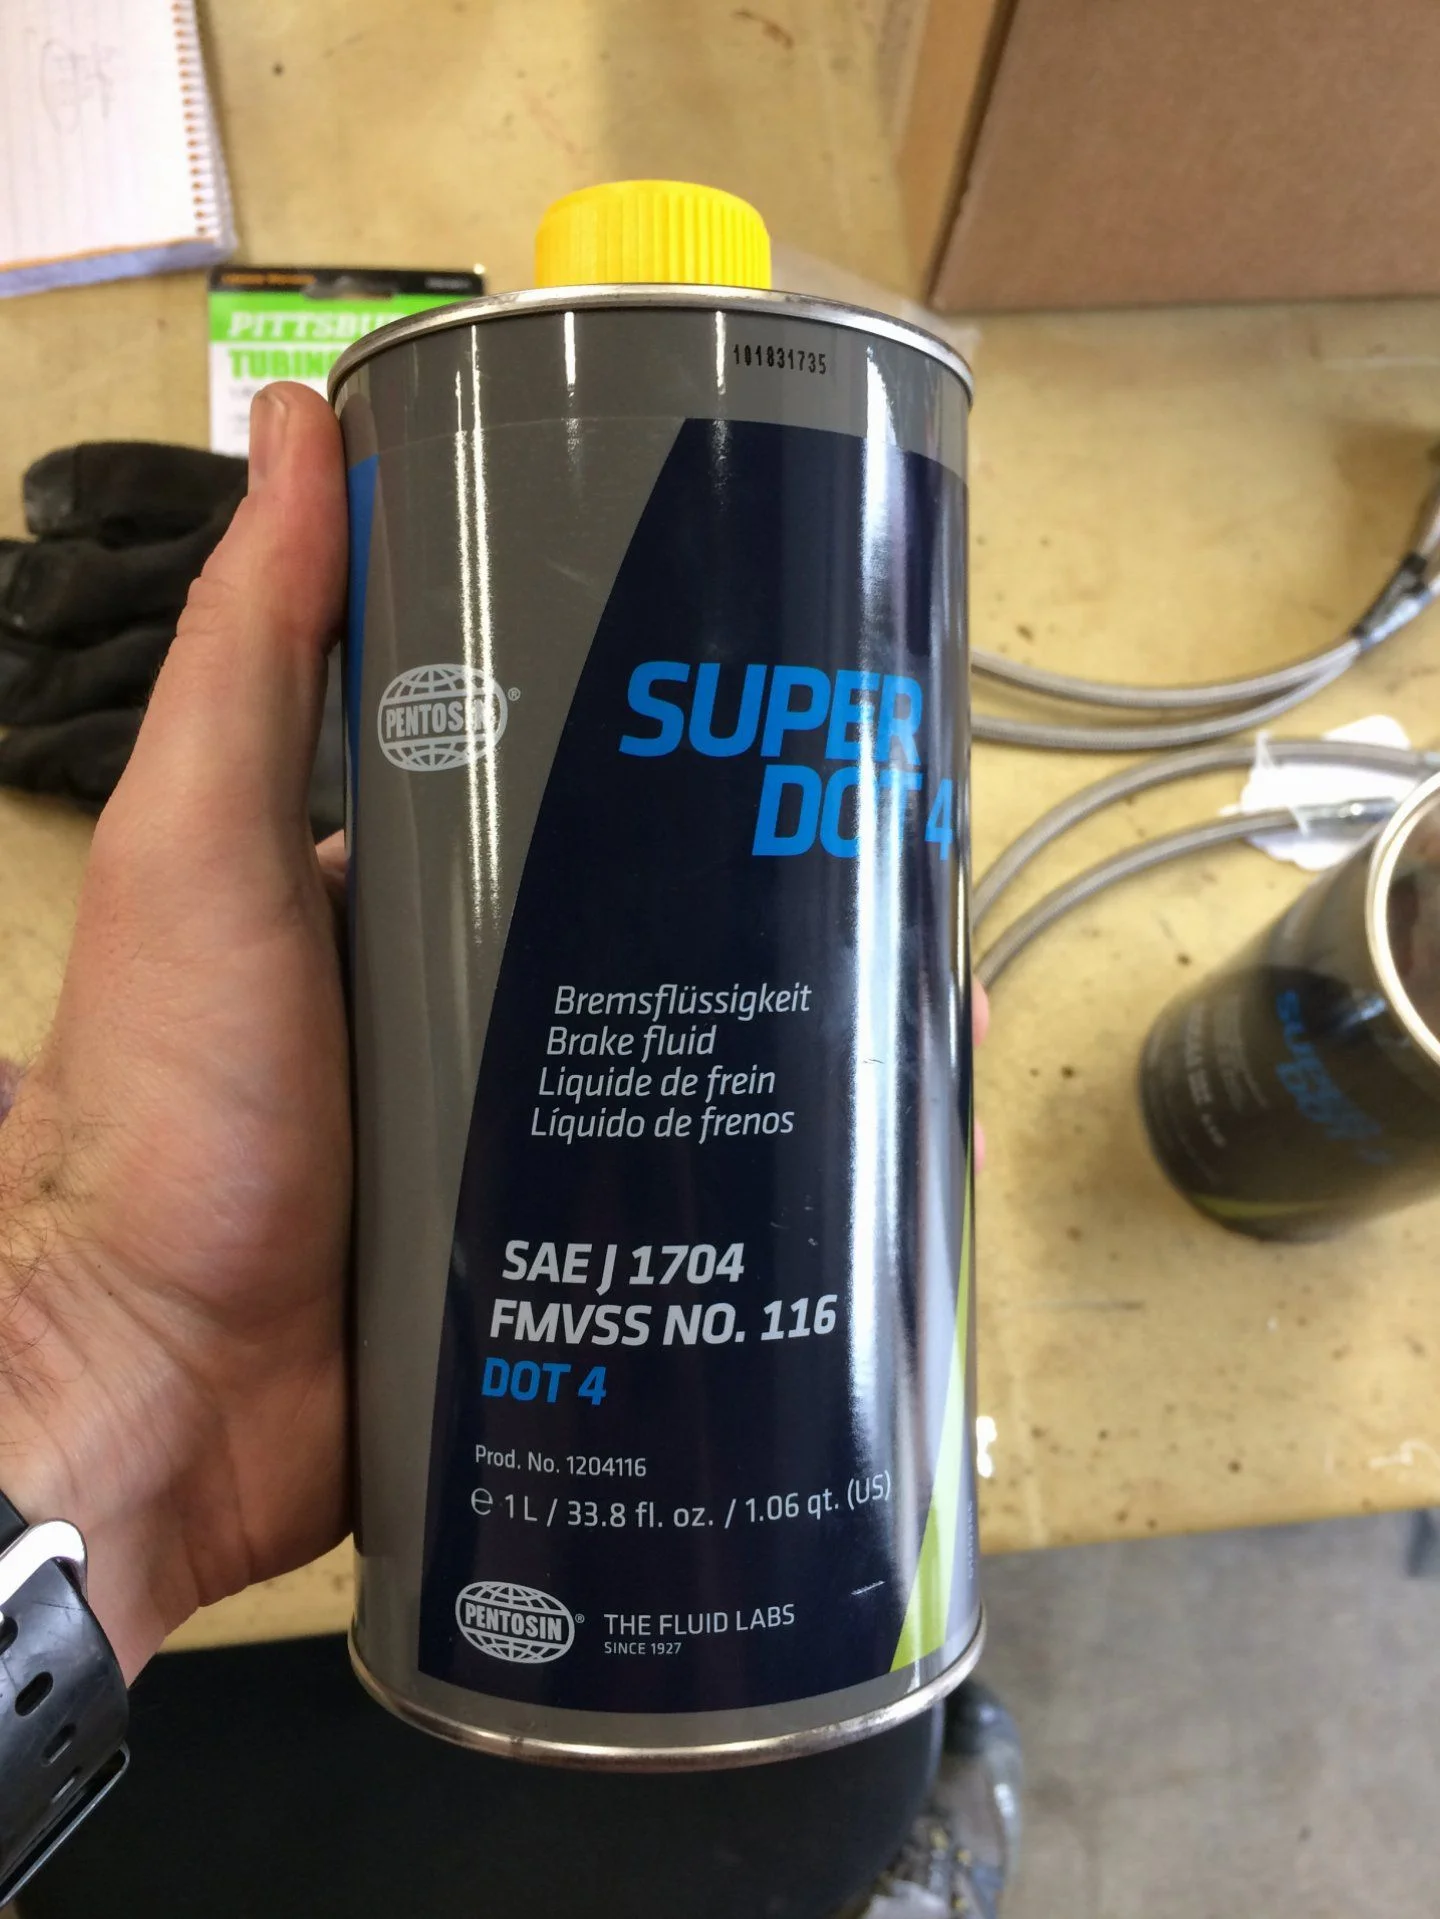 PITTSBU
TUBING
101831735
PENTOSIN®
SUPER
DOT 4
Bremsflüssigkeit
Brake fluid
Liquide de frein
Líquido de frenos
SAE J 1704
FMVSS NO. 116
DOT 4
Prod. No. 1204116
℮ 1 L / 33.8 fl. oz. / 1.06 qt. (US)
PENTOSIN® THE FLUID LABS
SINCE 1927
SUPER